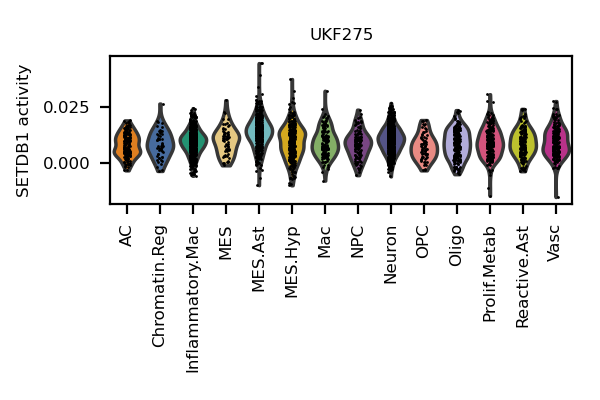 UKF275
SETDB1 activity
0.025
0.000
AC
Chromatin.Reg
Inflammatory.Mac
MES
MES.Ast
MES.Hyp
Mac
NPC
Neuron
OPC
Oligo
Prolif.Metab
Reactive.Ast
Vasc